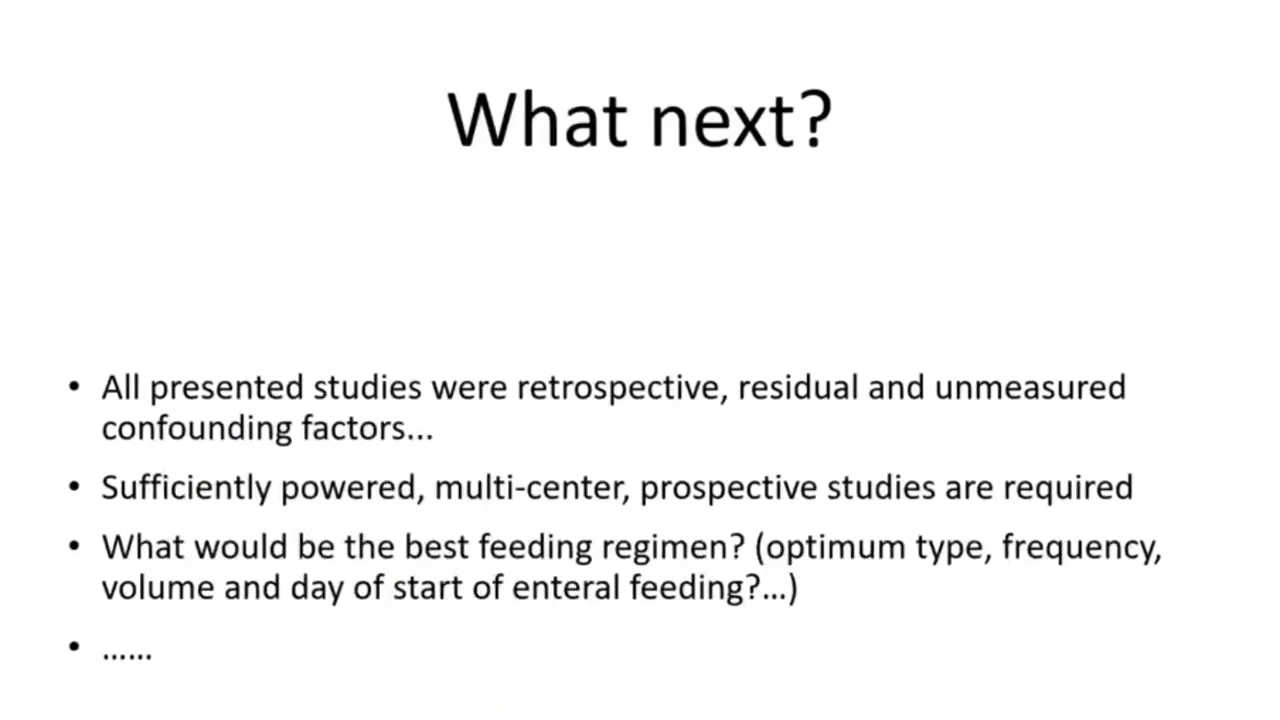 What next?
• All presented studies were retrospective, residual and unmeasured
confounding factors...
• Sufficiently powered, multi-center, prospective studies are required
• What would be the best feeding regimen? (optimum type, frequency,
volume and day of start of enteral feeding?...)
• ......